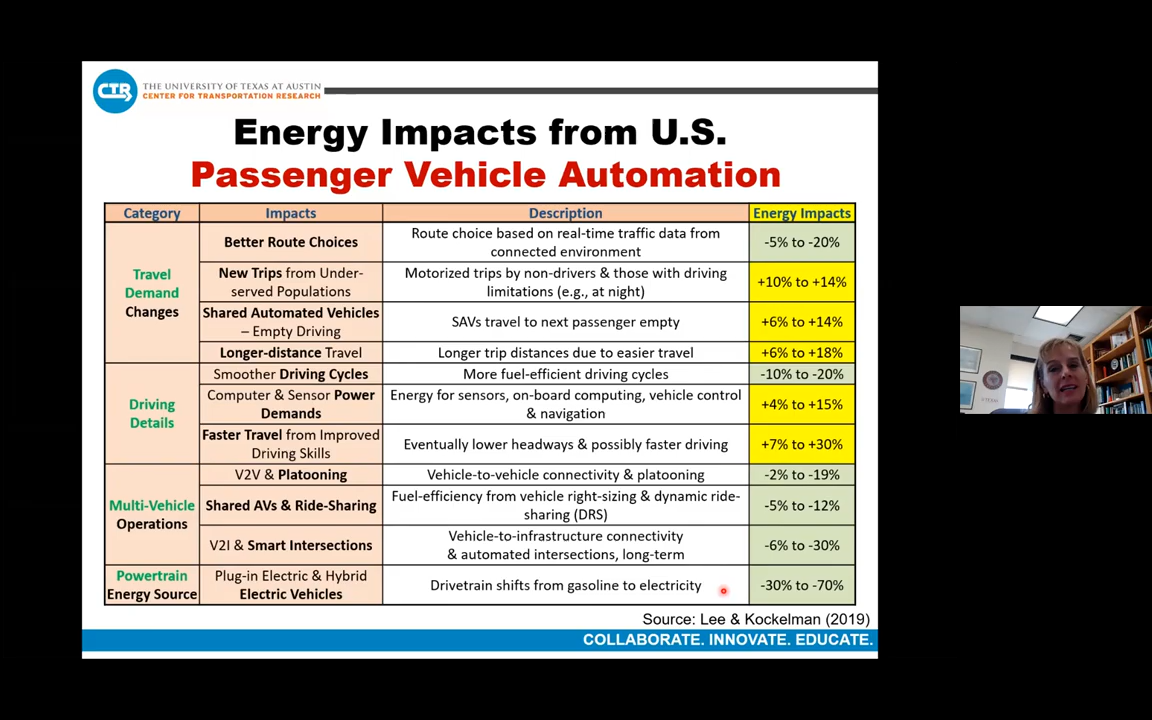 CTR THE UNIVERSITY OF TEXAS AT AUSTIN
CENTER FOR TRANSPORTATION RESEARCH
Energy Impacts from U.S.
Passenger Vehicle Automation
Category Impacts Description Energy Impacts
Travel Demand Changes
Better Route Choices
Route choice based on real-time traffic data from
connected environment
-5% to -20%
New Trips from Under-
served Populations
Motorized trips by non-drivers & those with driving
limitations (e.g., at night)
+10% to +14%
Shared Automated Vehicles
– Empty Driving
SAVs travel to next passenger empty
+6% to +14%
Longer-distance Travel
Longer trip distances due to easier travel
+6% to +18%
Driving
Details
Smoother Driving Cycles
More fuel-efficient driving cycles
-10% to -20%
Computer & Sensor Power
Demands
Energy for sensors, on-board computing, vehicle control
& navigation
+4% to +15%
Faster Travel from Improved
Driving Skills
Eventually lower headways & possibly faster driving
+7% to +30%
Multi-Vehicle
Operations
V2V & Platooning
Vehicle-to-vehicle connectivity & platooning
-2% to -19%
Shared AVs & Ride-Sharing
Fuel-efficiency from vehicle right-sizing & dynamic ride-
sharing (DRS)
-5% to -12%
V2I & Smart Intersections
Vehicle-to-infrastructure connectivity
& automated intersections, long-term
-6% to -30%
Powertrain
Energy Source
Plug-in Electric & Hybrid
Electric Vehicles
Drivetrain shifts from gasoline to electricity
-30% to -70%
Source: Lee & Kockelman (2019)
COLLABORATE. INNOVATE. EDUCATE.